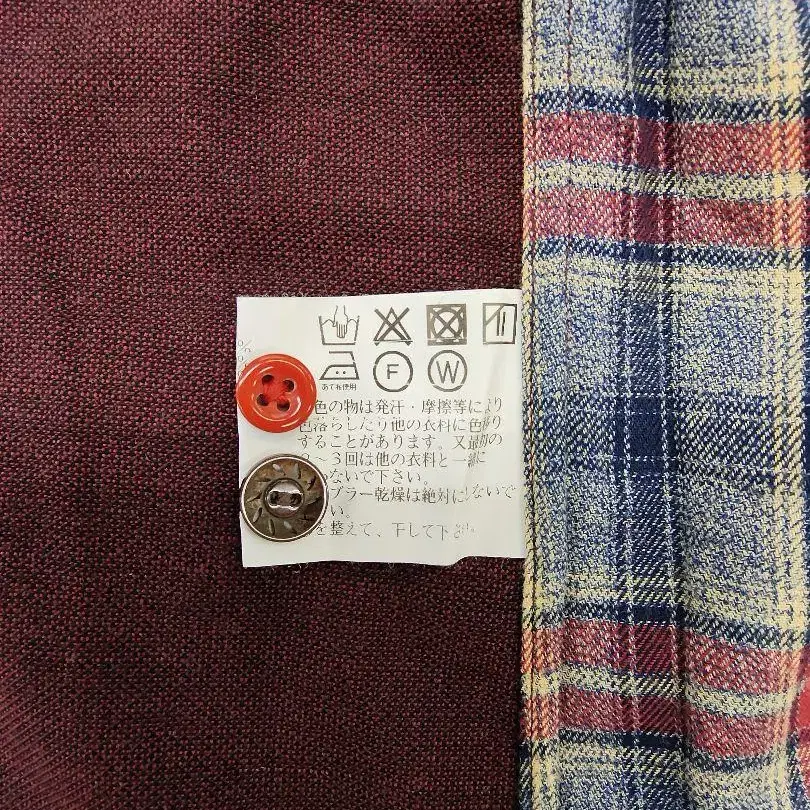 あて布使用
F
W
色の物は発汗・摩擦等により
色落ちしたり他の衣料に色移り
することがあります。又最初の
2～3回は他の衣料と一緒に
ないで下さい。
ブラー乾燥は絶対にしないで
い。
を整えて、干して下さい。